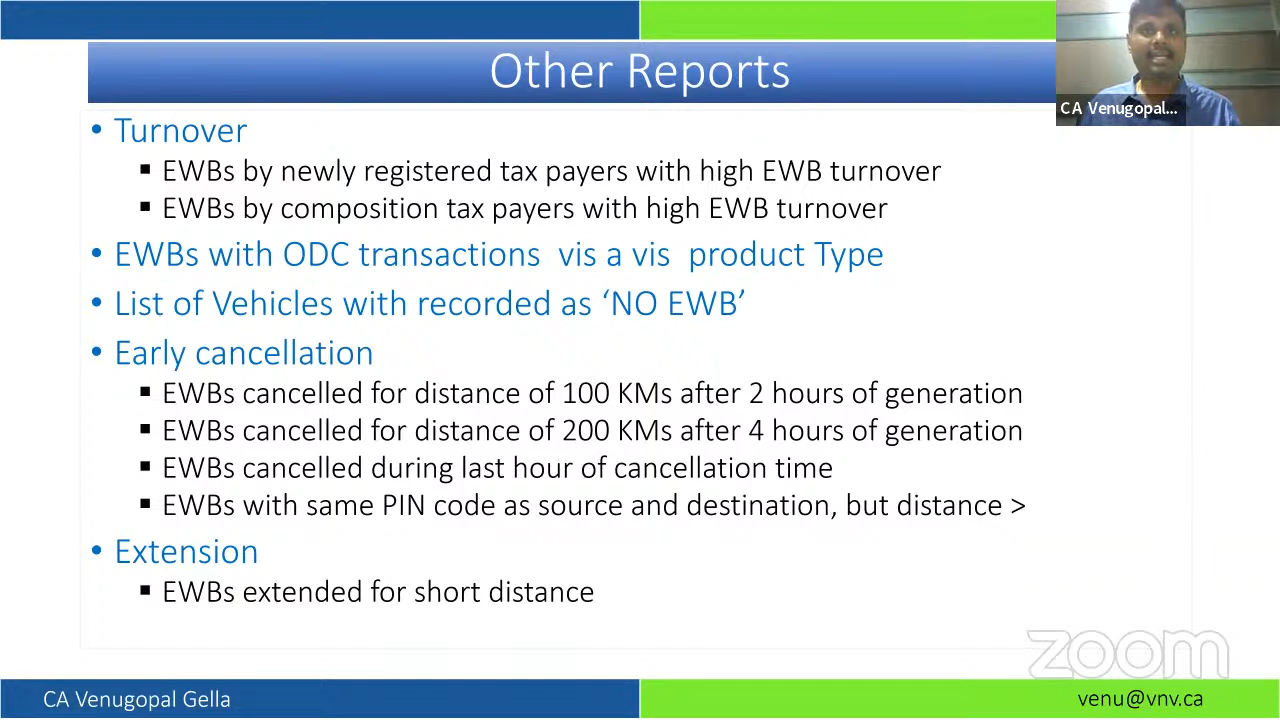 Other Reports
CA Venugopal...
• Turnover
▪ EWBs by newly registered tax payers with high EWB turnover
▪ EWBs by composition tax payers with high EWB turnover
• EWBs with ODC transactions vis a vis product Type
• List of Vehicles with recorded as ‘NO EWB’
• Early cancellation
▪ EWBs cancelled for distance of 100 KMs after 2 hours of generation
▪ EWBs cancelled for distance of 200 KMs after 4 hours of generation
▪ EWBs cancelled during last hour of cancellation time
▪ EWBs with same PIN code as source and destination, but distance >
• Extension
▪ EWBs extended for short distance
zoom
CA Venugopal Gella
venu@vnv.ca